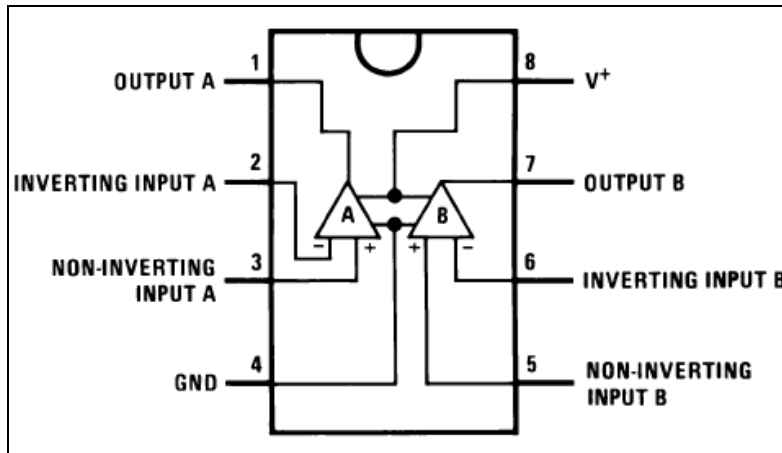 1
OUTPUT A
2
INVERTING INPUT A
3
NON-INVERTING
INPUT A
4
GND
8
V+
7
OUTPUT B
6
INVERTING INPUT B
5
NON-INVERTING
INPUT B
A
B
− +
+ −